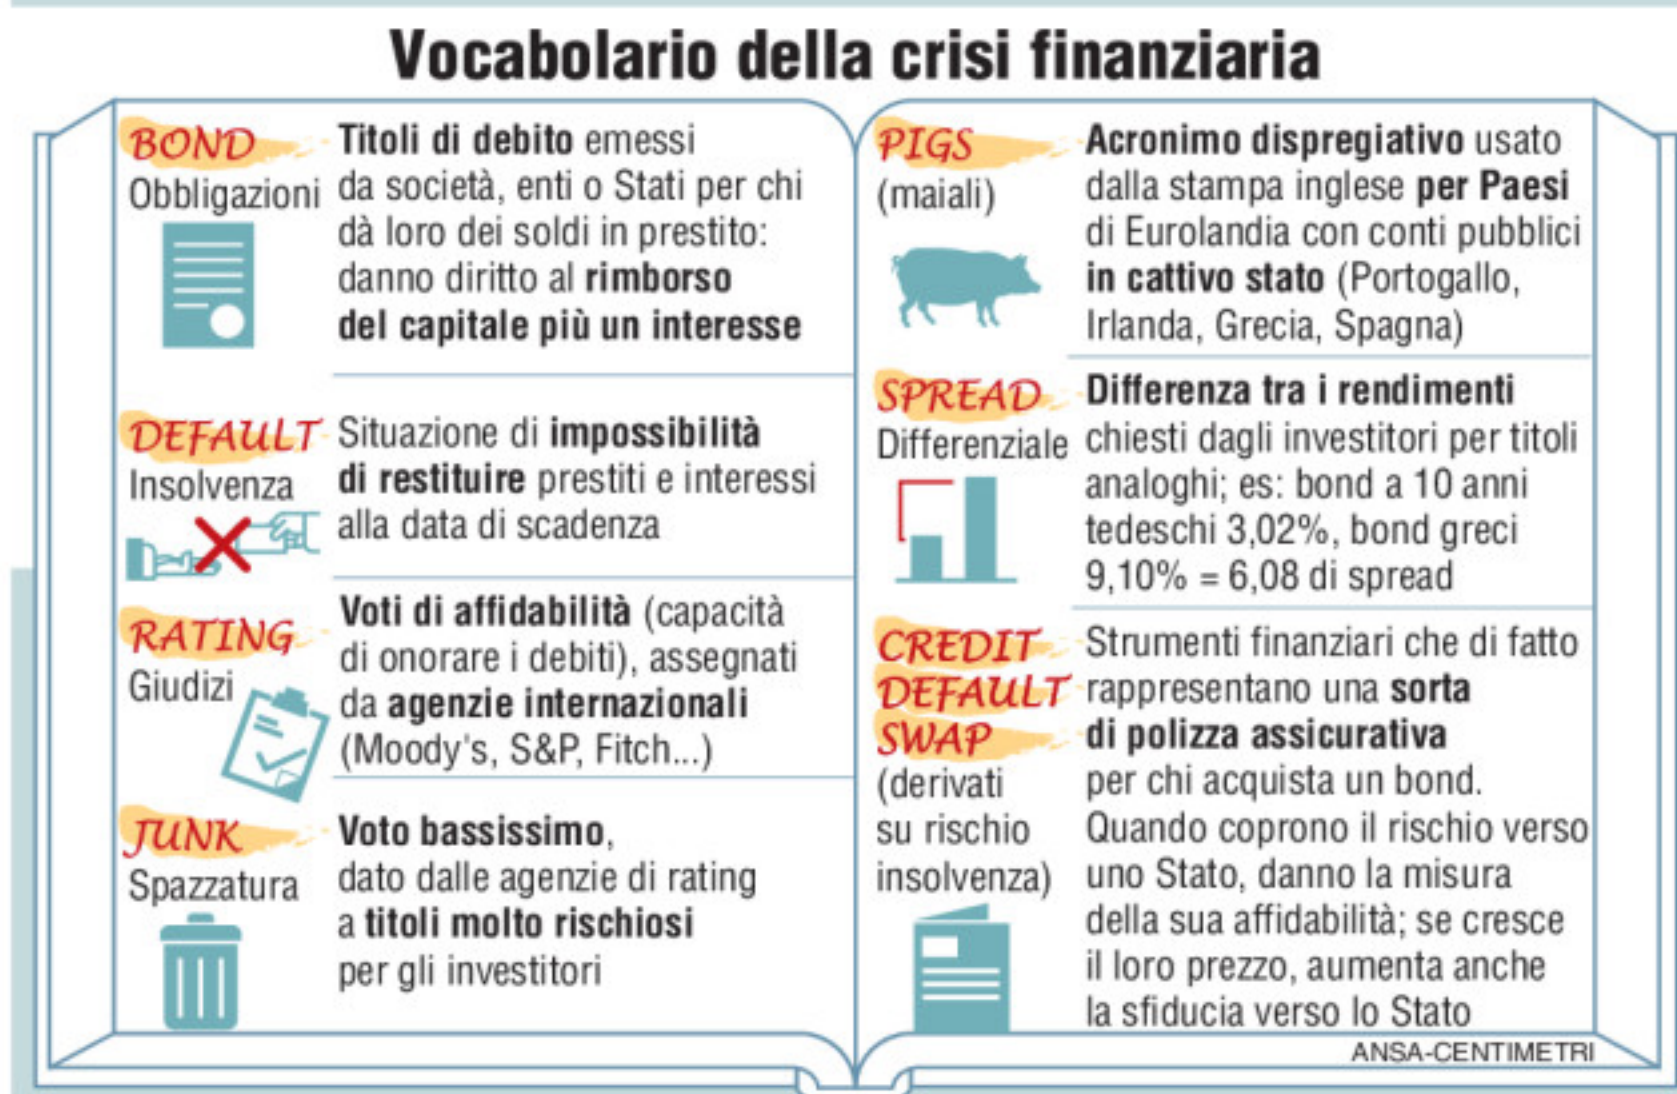 Vocabolario della crisi finanziaria
BOND
Obbligazioni
Titoli di debito emessi
da società, enti o Stati per chi
dà loro dei soldi in prestito:
danno diritto al rimborso
del capitale più un interesse
DEFAULT
Insolvenza
Situazione di impossibilità
di restituire prestiti e interessi
alla data di scadenza
RATING
Giudizi
Voti di affidabilità (capacità
di onorare i debiti), assegnati
da agenzie internazionali
(Moody's, S&P, Fitch...)
JUNK
Spazzatura
Voto bassissimo,
dato dalle agenzie di rating
a titoli molto rischiosi
per gli investitori
PIGS
(maiali)
Acronimo dispregiativo usato
dalla stampa inglese per Paesi
di Eurolandia con conti pubblici
in cattivo stato (Portogallo,
Irlanda, Grecia, Spagna)
SPREAD
Differenziale
Differenza tra i rendimenti
chiesti dagli investitori per titoli
analoghi; es: bond a 10 anni
tedeschi 3,02%, bond greci
9,10% = 6,08 di spread
CREDIT
DEFAULT
SWAP
(derivati
su rischio
insolvenza)
Strumenti finanziari che di fatto
rappresentano una sorta
di polizza assicurativa
per chi acquista un bond.
Quando coprono il rischio verso
uno Stato, danno la misura
della sua affidabilità; se cresce
il loro prezzo, aumenta anche
la sfiducia verso lo Stato
ANSA-CENTIMETRI